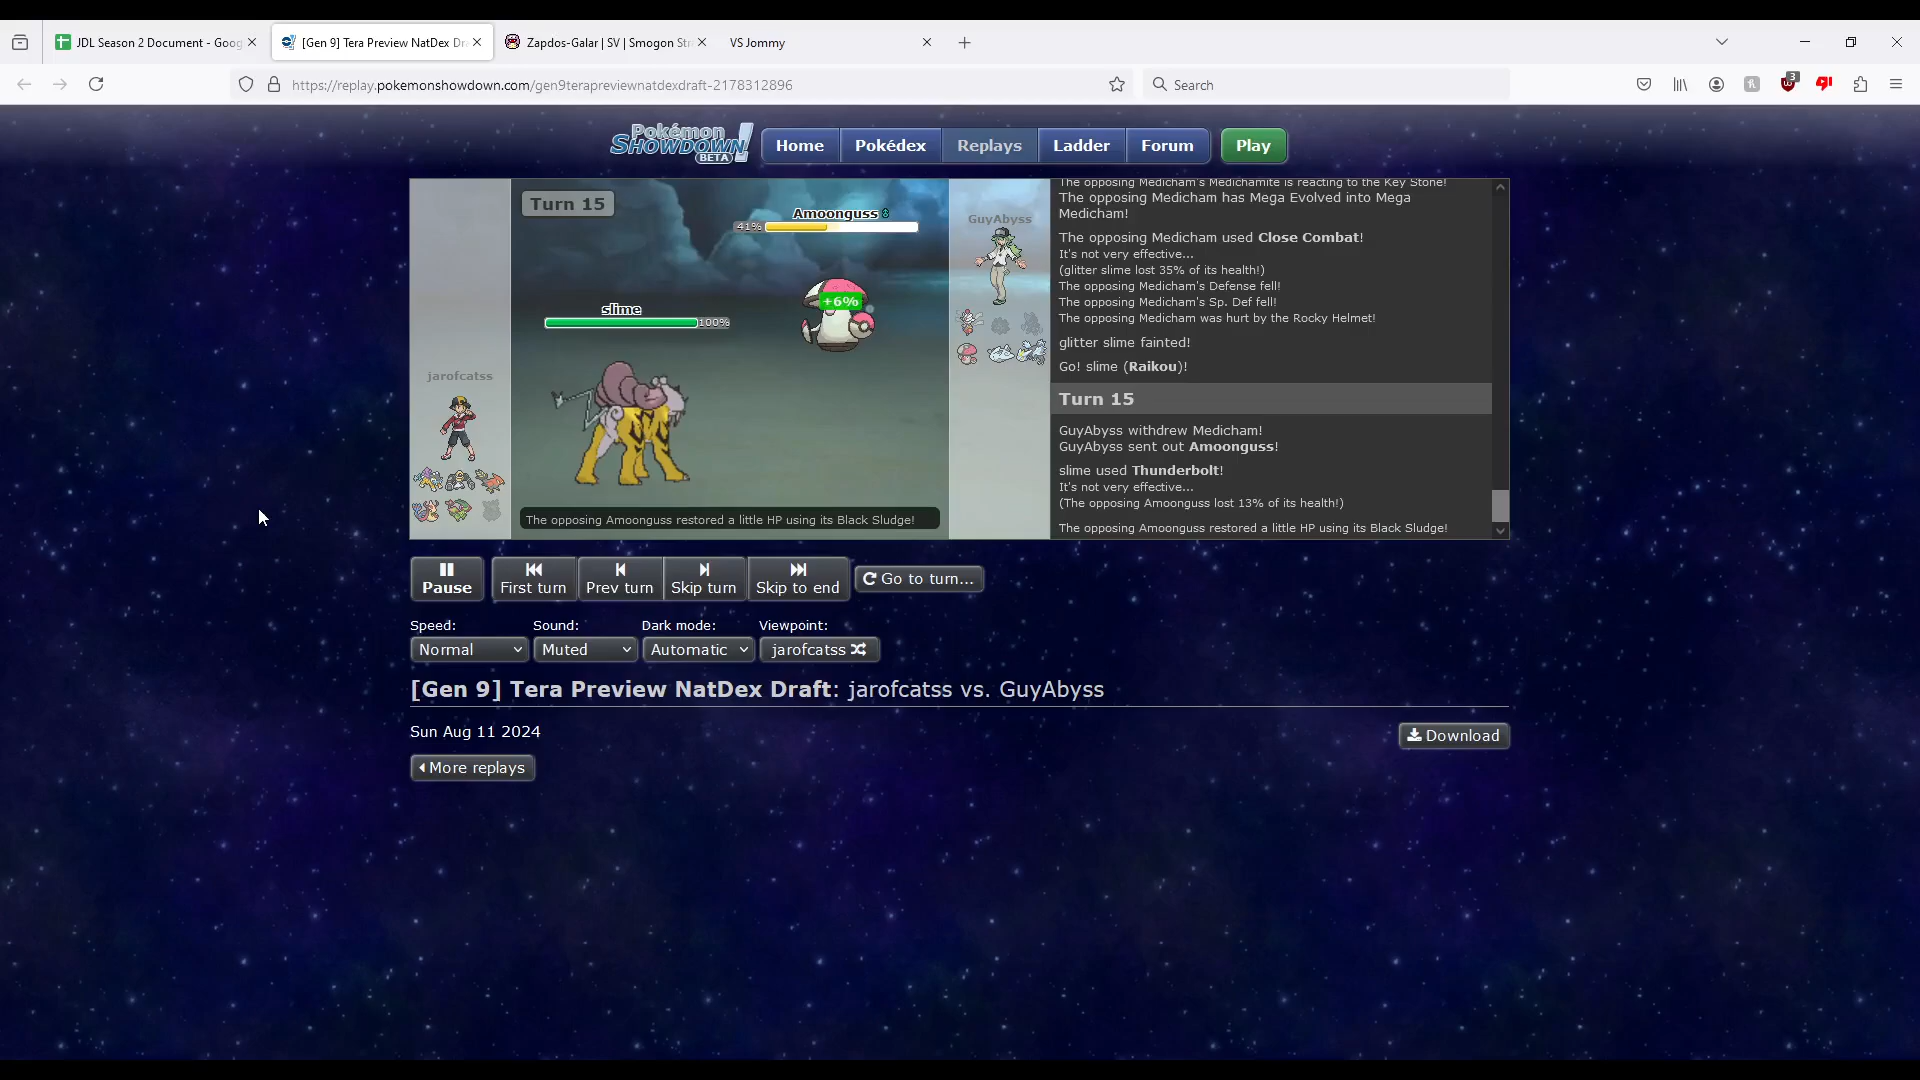 JDL Season 2 Document - Goog
[Gen 9] Tera Preview NatDex Dr
Zapdos-Galar | SV | Smogon Str
VS Jommy
https://replay.pokemonshowdown.com/gen9terapreviewnatdexdraft-2178312896
Search
3
Pokémon
SHOWDOWN!
BETA
Home
Pokédex
Replays
Ladder
Forum
Play
Turn 15
Amoonguss
41%
+6%
slime
100%
jarofcatss
GuyAbyss
The opposing Amoonguss restored a little HP using its Black Sludge!
The opposing Medicham's Medichamite is reacting to the Key Stone!
The opposing Medicham has Mega Evolved into Mega
Medicham!
The opposing Medicham used Close Combat!
It's not very effective...
(glitter slime lost 35% of its health!)
The opposing Medicham's Defense fell!
The opposing Medicham's Sp. Def fell!
The opposing Medicham was hurt by the Rocky Helmet!
glitter slime fainted!
Go! slime (Raikou)!
Turn 15
GuyAbyss withdrew Medicham!
GuyAbyss sent out Amoonguss!
slime used Thunderbolt!
It's not very effective...
(The opposing Amoonguss lost 13% of its health!)
The opposing Amoonguss restored a little HP using its Black Sludge!
Pause
First turn
Prev turn
Skip turn
Skip to end
Go to turn...
Speed:
Sound:
Dark mode:
Viewpoint:
Normal
Muted
Automatic
jarofcatss
[Gen 9] Tera Preview NatDex Draft: jarofcatss vs. GuyAbyss
Sun Aug 11 2024
Download
More replays